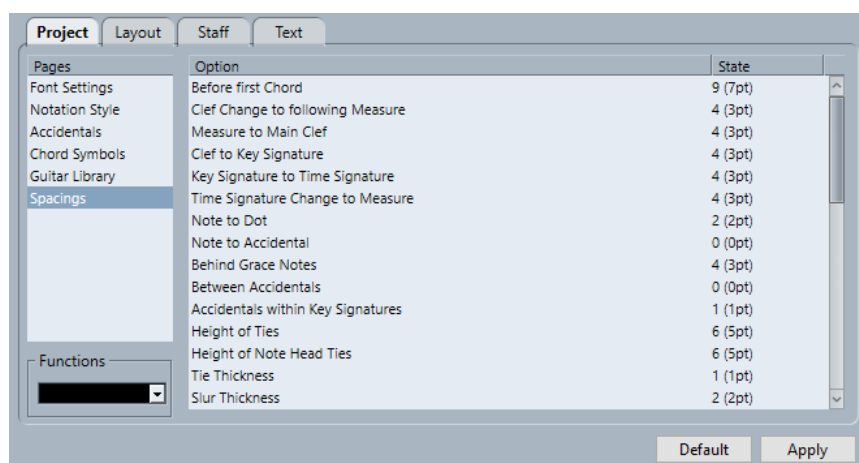 Project Layout Staff Text
Pages Option State
Font Settings Before first Chord 9 (7pt)
Notation Style Clef Change to following Measure 4 (3pt)
Accidentals Measure to Main Clef 4 (3pt)
Chord Symbols Clef to Key Signature 4 (3pt)
Guitar Library Key Signature to Time Signature 4 (3pt)
Spacings Time Signature Change to Measure 4 (3pt)
Note to Dot 2 (2pt)
Note to Accidental 0 (0pt)
Behind Grace Notes 4 (3pt)
Between Accidentals 0 (0pt)
Accidentals within Key Signatures 1 (1pt)
Height of Ties 6 (5pt)
Functions Height of Note Head Ties 6 (5pt)
Tie Thickness 1 (1pt)
Slur Thickness 2 (2pt)
Default Apply